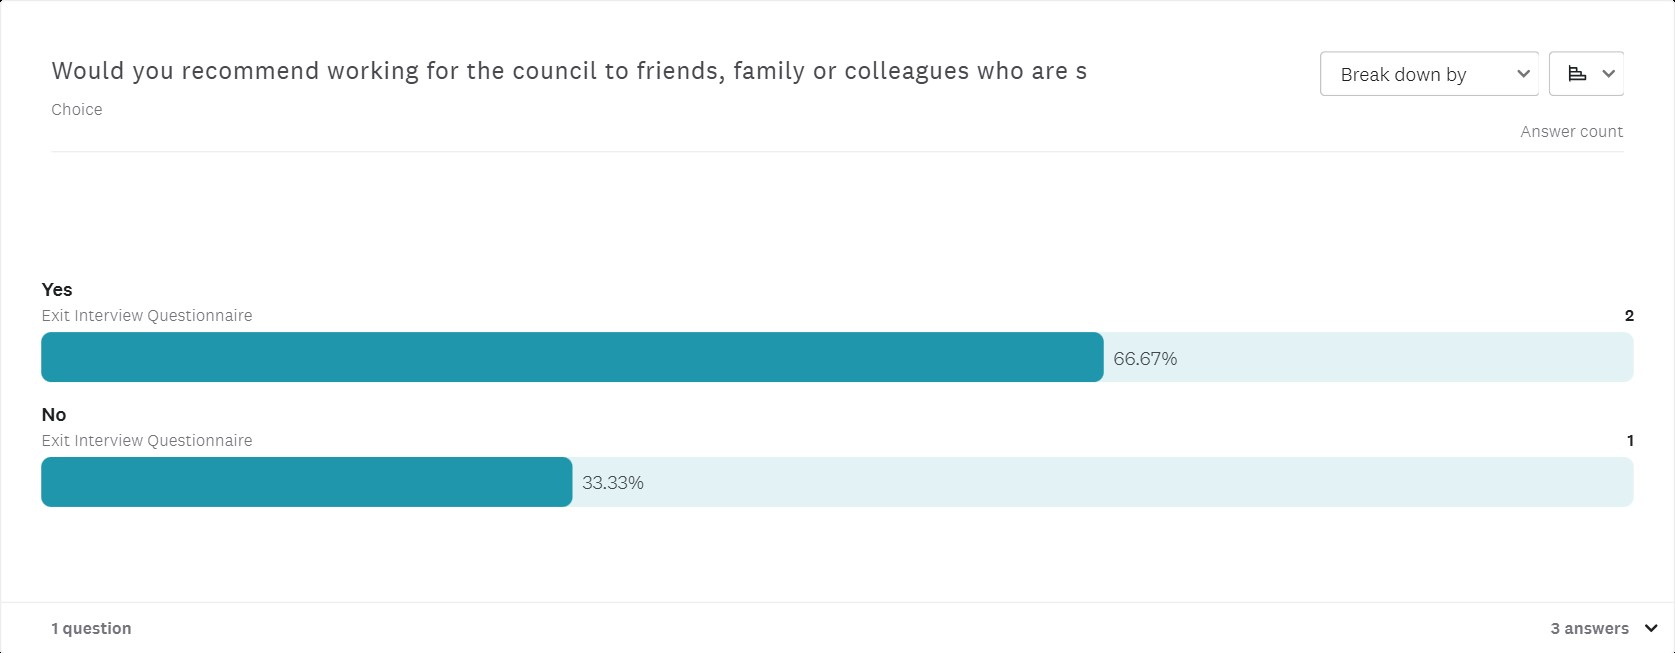 Would you recommend working for the council to friends, family or colleagues who are s
Break down by
Choice
Answer count
Yes
Exit Interview Questionnaire
2
66.67%
No
Exit Interview Questionnaire
1
33.33%
1 question
3 answers